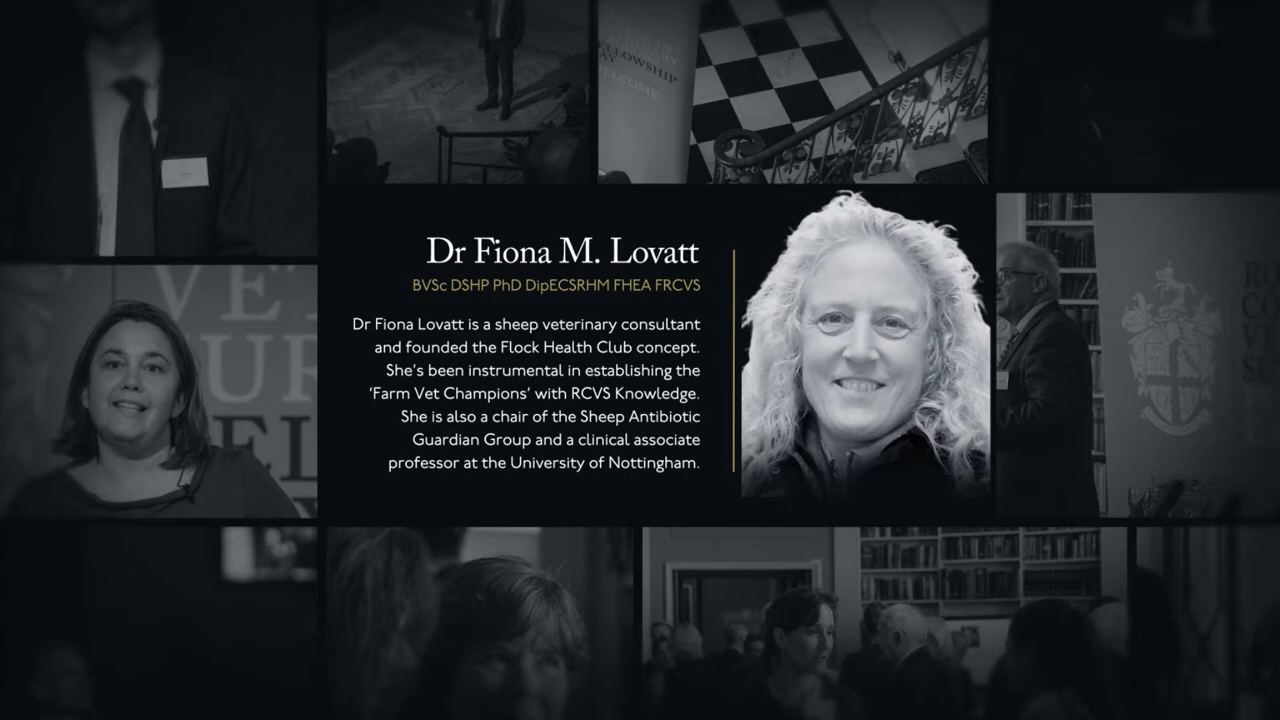 FELLOWSHIP
WELCOME
Dr Fiona M. Lovatt
BVSc DSHP PhD DipECSRHM FHEA FRCVS
Dr Fiona Lovatt is a sheep veterinary consultant
and founded the Flock Health Club concept.
She’s been instrumental in establishing the
‘Farm Vet Champions’ with RCVS Knowledge.
She is also a chair of the Sheep Antibiotic
Guardian Group and a clinical associate
professor at the University of Nottingham.